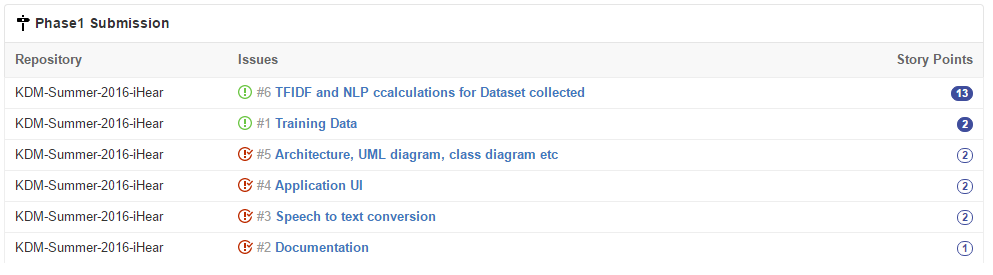 Phase1 Submission
Repository Issues Story Points
KDM-Summer-2016-iHear #6 TFIDF and NLP ccalculations for Dataset collected 13
KDM-Summer-2016-iHear #1 Training Data 2
KDM-Summer-2016-iHear #5 Architecture, UML diagram, class diagram etc 2
KDM-Summer-2016-iHear #4 Application UI 2
KDM-Summer-2016-iHear #3 Speech to text conversion 2
KDM-Summer-2016-iHear #2 Documentation 1